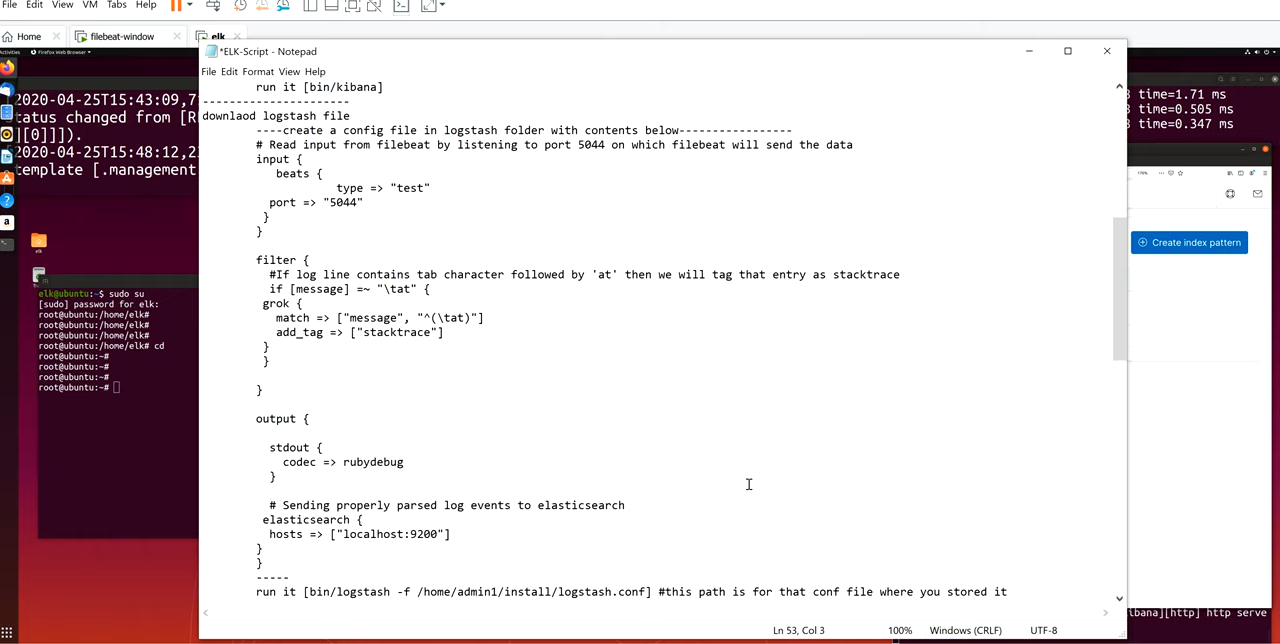 File Edit View VM Tabs Help
Home filebeat-window elk
Activities Firefox Web Browser
*ELK-Script - Notepad
File Edit Format View Help
run it [bin/kibana]
----------------------
downlaod logstash file
----create a config file in logstash folder with contents below-----------------
# Read input from filebeat by listening to port 5044 on which filebeat will send the data
input {
beats {
type => "test"
port => "5044"
}
}
filter {
#If log line contains tab character followed by 'at' then we will tag that entry as stacktrace
if [message] =~ "\tat" {
grok {
match => ["message", "^(\tat)"]
add_tag => ["stacktrace"]
}
}
}
output {
stdout {
codec => rubydebug
}
# Sending properly parsed log events to elasticsearch
elasticsearch {
hosts => ["localhost:9200"]
}
}
-----
run it [bin/logstash -f /home/admin1/install/logstash.conf] #this path is for that conf file where you stored it
Ln 53, Col 3 100% Windows (CRLF) UTF-8
2020-04-25T15:43:09,7
status changed from [R
][0]]]).
2020-04-25T15:48:12,2
template [.management
elk
elk@ubuntu:~$ sudo su
[sudo] password for elk:
root@ubuntu:/home/elk#
root@ubuntu:/home/elk#
root@ubuntu:/home/elk#
root@ubuntu:/home/elk# cd
root@ubuntu:~#
root@ubuntu:~#
root@ubuntu:~#
root@ubuntu:~#
3 time=1.71 ms
3 time=0.505 ms
3 time=0.347 ms
170%
Create index pattern
ibana][http] http serve